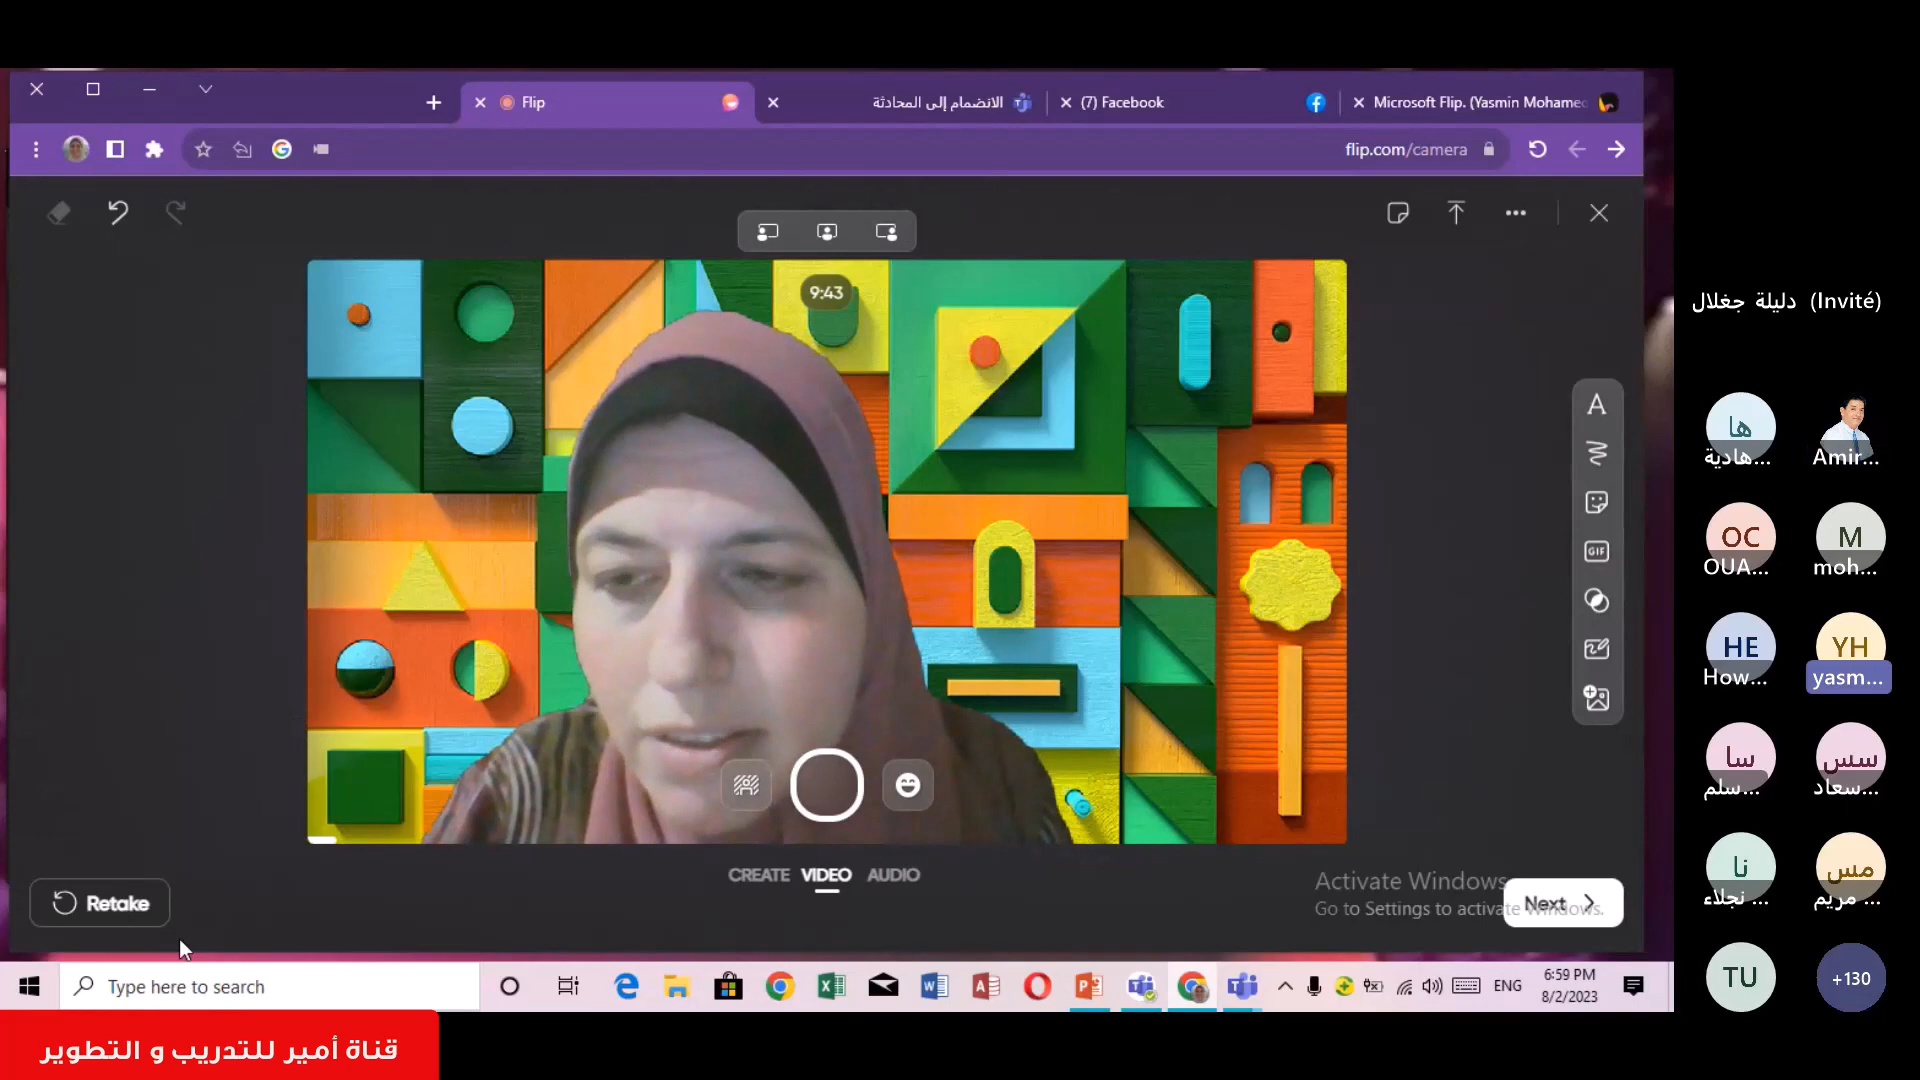 Flip
الانضمام إلى المحادثة
(7) Facebook
Microsoft Flip. (Yasmin Mohamed
flip.com/camera
9:43
A
GIF
CREATE VIDEO AUDIO
Retake
Next
Activate Windows
Go to Settings to activate Windows.
Type here to search
ENG
6:59 PM
8/2/2023
قناة أمير للتدريب و التطوير
دليلة جغلال (Invité)
ها
هادية...
Amir...
OC
OUA...
M
moh...
HE
How...
YH
yasm...
سا
سلم...
سس
سعاد...
نا
نجلاء ...
مس
مريم ...
TU
+130